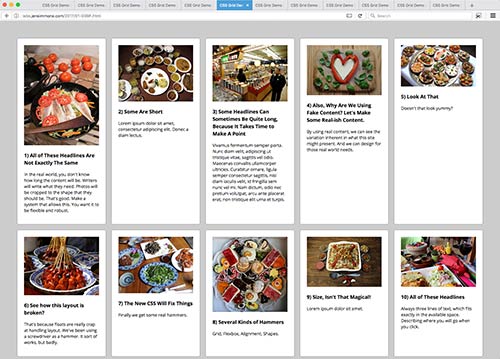 CSS Grid Demo
CSS Grid Demo
CSS Grid Demo
CSS Grid Demo
CSS Grid De
CSS Grid Demo
CSS Grid Demo
CSS Grid Demo
CSS Grid Demo
CSS Grid Demo
labs.jensimmons.com/2017/01-009.html
Search
1) All of These Headlines Are
Not Exactly The Same
In the real world, you don't know
how long the content will be. Writers
will write what they need. Photos will
be cropped to the shape that they
should be. That's good. Make a
system that allows this. You want it to
be flexible and robust.
2) Some Are Short
Lorem ipsum dolor sit amet,
consectetur adipiscing elit. Donec a
diam lectus.
3) Some Headlines Can
Sometimes Be Quite Long,
Because It Takes Time to
Make A Point
Vivamus fermentum semper porta.
Nunc diam velit, adipiscing ut
tristique vitae, sagittis vel odio.
Maecenas convallis ullamcorper
ultricies. Curabitur ornare, ligula
semper consectetur sagittis, nisi
diam iaculis velit, id fringilla sem
nunc vel mi. Nam dictum, odio nec
pretium volutpat, arcu ante placerat
erat, non tristique elit urna et turpis.
4) Also, Why Are We Using
Fake Content? Let's Make
Some Real-ish Content.
By using real content, we can see the
variation inherent in what this site
might present. And we can design for
those real world needs.
5) Look At That
Doesn't that look yummy?
6) See how this layout is
broken?
That's because floats are really crap
at handling layout. We've been using
a screwdriver as a hammer. It sort of
works, but badly.
7) The New CSS Will Fix Things
Finally we get some real hammers.
8) Several Kinds of Hammers
Grid, Flexbox, Alignment, Shapes.
9) Size, Isn't That Magical!
Lorem ipsum dolor sit amet.
10) All of These Headlines
Always three lines of text, which fits
exactly in the available space.
Describing where you will go when
you click.